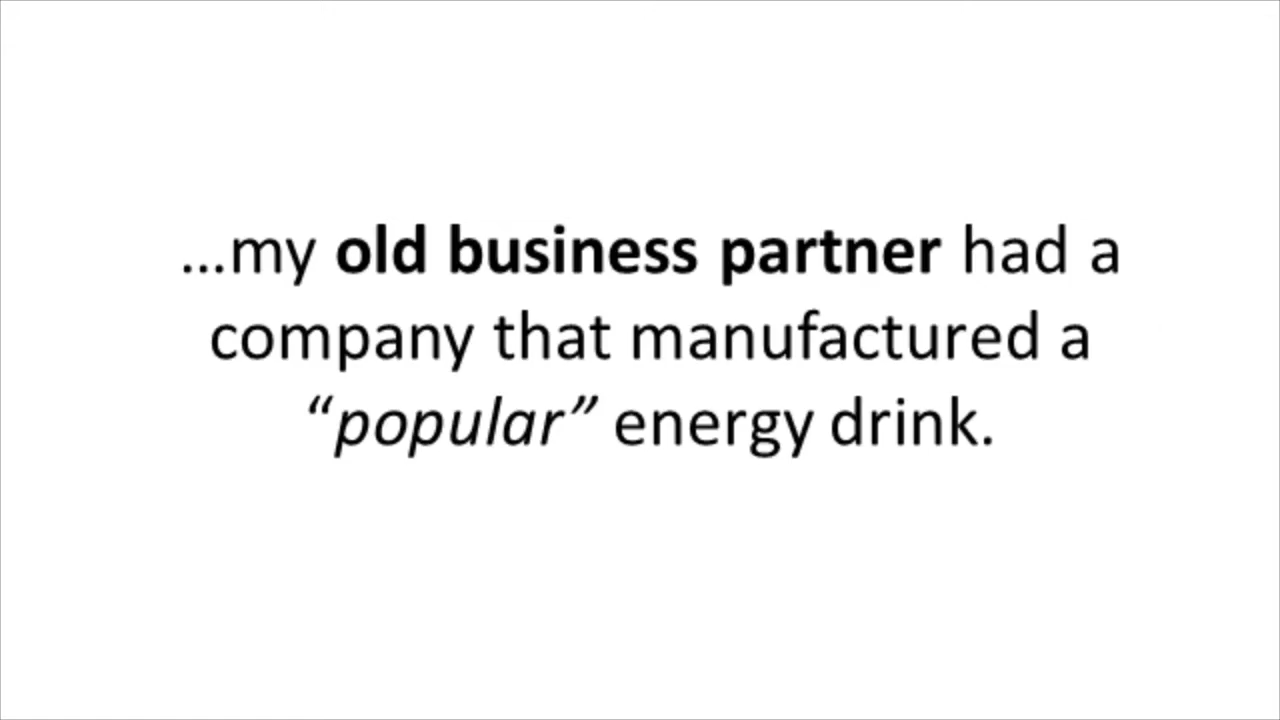 …my old business partner had a
company that manufactured a
“popular” energy drink.